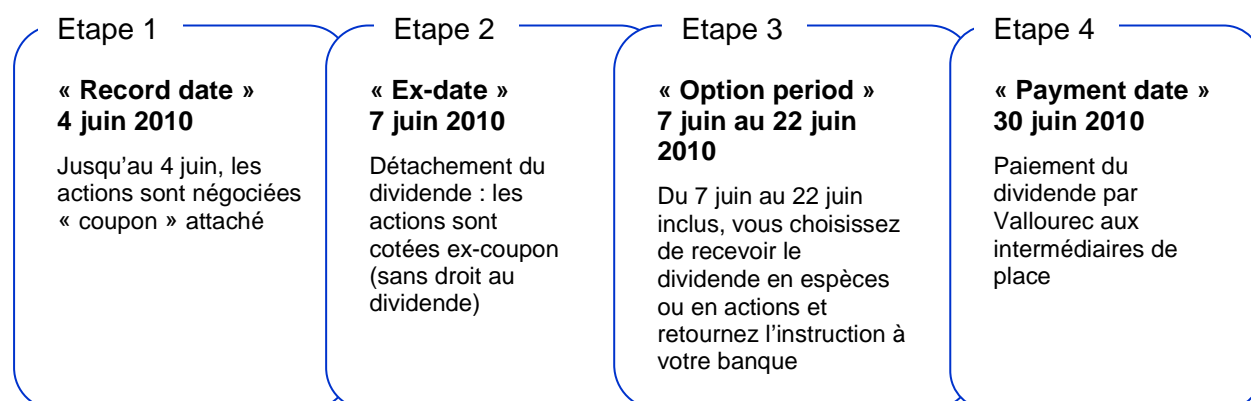 Etape 1
« Record date »
4 juin 2010
Jusqu'au 4 juin, les
actions sont négociées
« coupon » attaché
Etape 2
« Ex-date »
7 juin 2010
Détachement du
dividende : les
actions sont
cotées ex-coupon
(sans droit au
dividende)
Etape 3
« Option period »
7 juin au 22 juin
2010
Du 7 juin au 22 juin
inclus, vous choisissez
de recevoir le
dividende en espèces
ou en actions et
retournez l'instruction à
votre banque
Etape 4
« Payment date »
30 juin 2010
Paiement du
dividende par
Vallourec aux
intermédiaires de
place